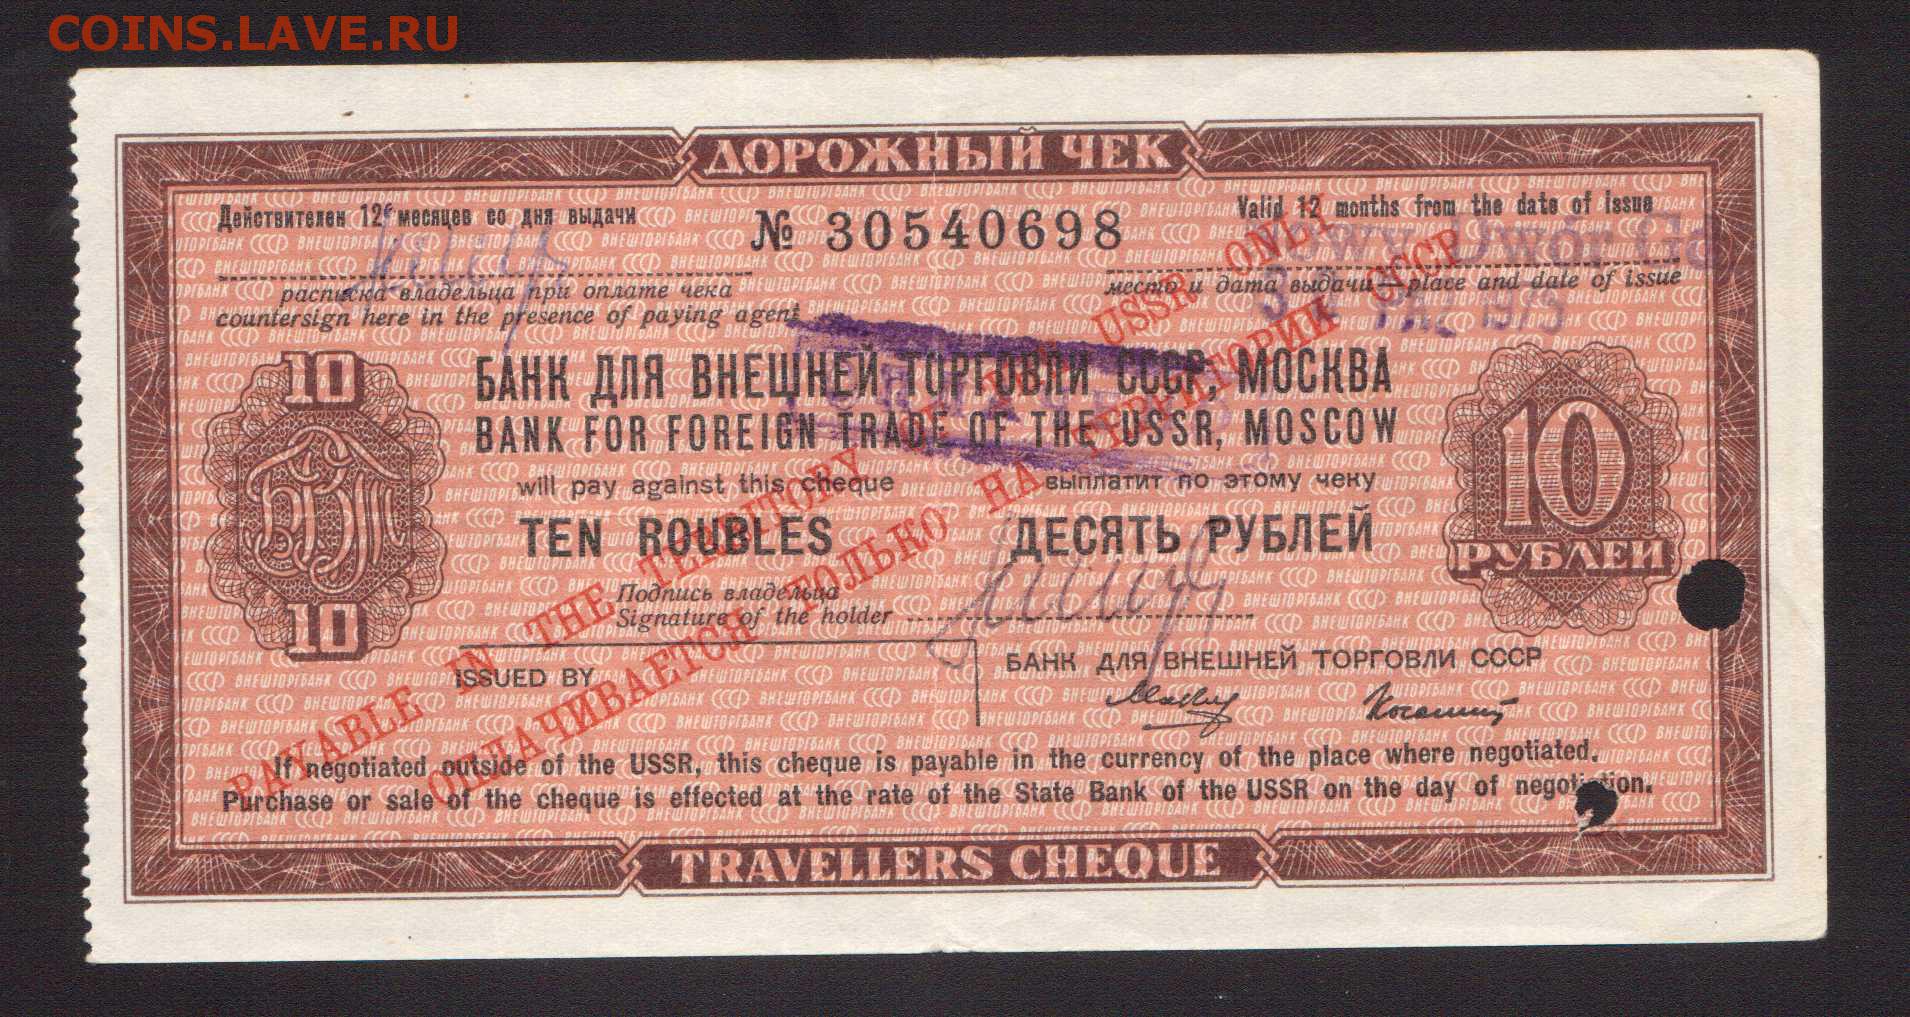 COINS.LAVE.RU
ДОРОЖНЫЙ ЧЕК
Действителен 12 месяцев со дня выдачи
№ 30540698
Valid 12 months from the date of issue
расписка владельца при оплате чека
countersign here in the presence of paying agent
место и дата выдачи—place and date of issue
1973
10
БАНК ДЛЯ ВНЕШНЕЙ ТОРГОВЛИ СССР, МОСКВА
BANK FOR FOREIGN TRADE OF THE USSR, MOSCOW
will pay against this cheque выплатит по этому чеку
TEN ROUBLES ДЕСЯТЬ РУБЛЕЙ
10
РУБЛЕЙ
Подпись владельца
Signature of the holder
10
ISSUED BY
БАНК ДЛЯ ВНЕШНЕЙ ТОРГОВЛИ СССР
PAYABLE IN THE TERRITORY OF THE USSR ONLY
ОПЛАЧИВАЕТСЯ ТОЛЬКО НА ТЕРРИТОРИИ СССР
If negotiated outside of the USSR, this cheque is payable in the currency of the place where negotiated.
Purchase or sale of the cheque is effected at the rate of the State Bank of the USSR on the day of negotiation.
TRAVELLERS CHEQUE